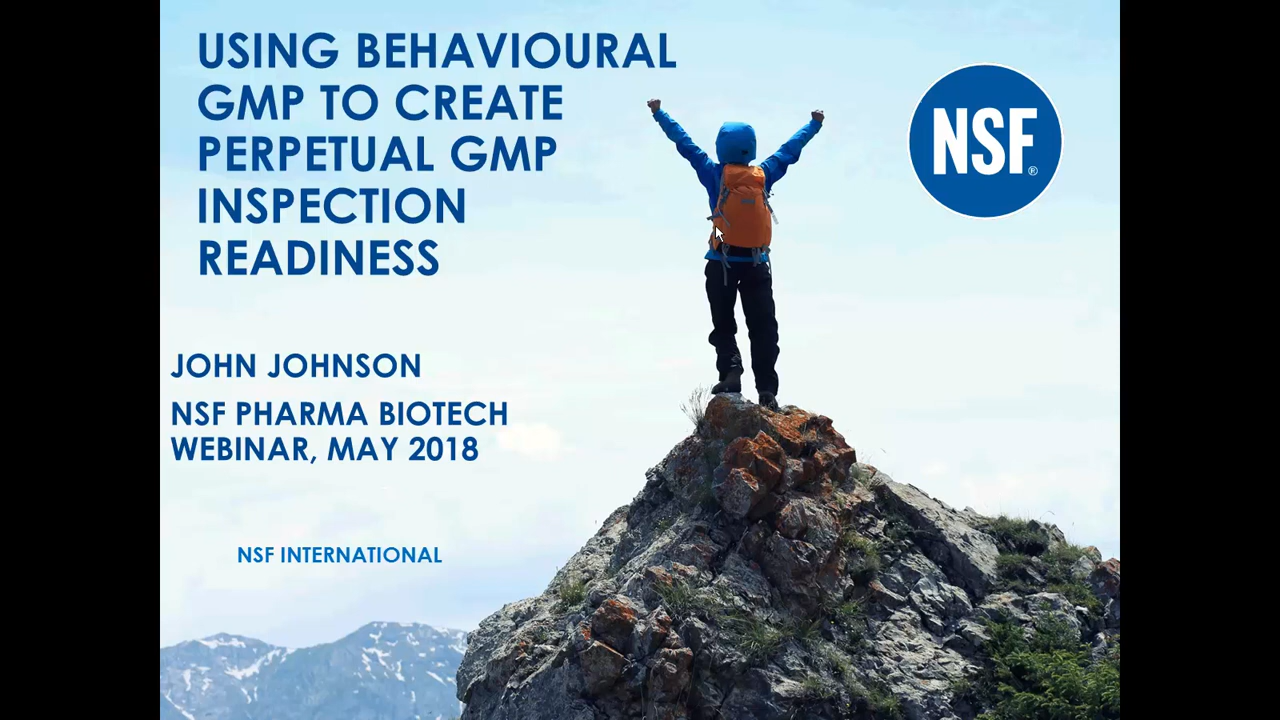 USING BEHAVIOURAL
GMP TO CREATE
PERPETUAL GMP
INSPECTION
READINESS
NSF®
JOHN JOHNSON
NSF PHARMA BIOTECH
WEBINAR, MAY 2018
NSF INTERNATIONAL